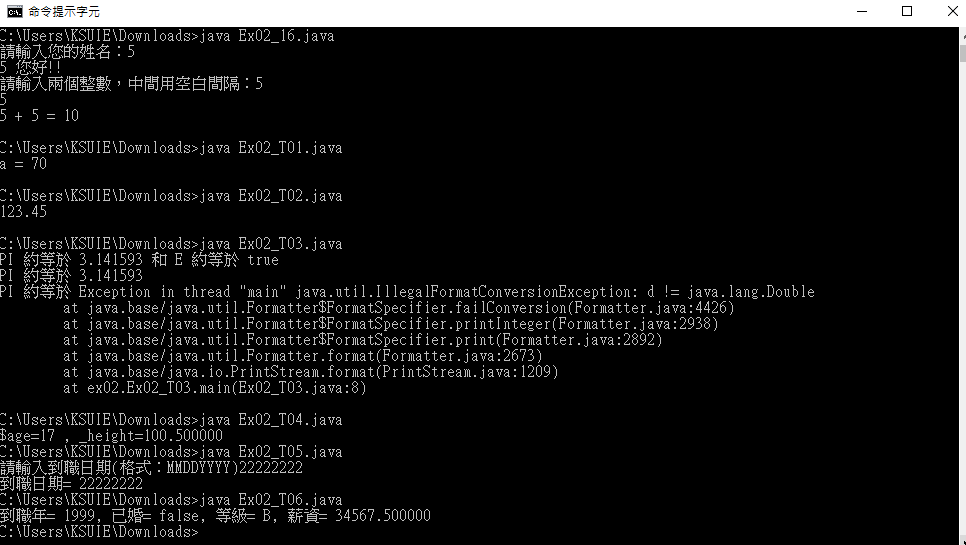 命令提示字元
C:\Users\KSUIE\Downloads>java Ex02_16.java
請輸入您的姓名：5
5 您好!!
請輸入兩個整數，中間用空白間隔：5
5
5 + 5 = 10
C:\Users\KSUIE\Downloads>java Ex02_T01.java
a = 70
C:\Users\KSUIE\Downloads>java Ex02_T02.java
123.45
C:\Users\KSUIE\Downloads>java Ex02_T03.java
PI 約等於 3.141593 和 E 約等於 true
PI 約等於 3.141593
PI 約等於 Exception in thread "main" java.util.IllegalFormatConversionException: d != java.lang.Double
at java.base/java.util.Formatter$FormatSpecifier.failConversion(Formatter.java:4426)
at java.base/java.util.Formatter$FormatSpecifier.printInteger(Formatter.java:2938)
at java.base/java.util.Formatter$FormatSpecifier.print(Formatter.java:2892)
at java.base/java.util.Formatter.format(Formatter.java:2673)
at java.base/java.io.PrintStream.format(PrintStream.java:1209)
at ex02.Ex02_T03.main(Ex02_T03.java:8)
C:\Users\KSUIE\Downloads>java Ex02_T04.java
$age=17 , _height=100.500000
C:\Users\KSUIE\Downloads>java Ex02_T05.java
請輸入到職日期(格式：MMDDYYYY)22222222
到職日期= 22222222
C:\Users\KSUIE\Downloads>java Ex02_T06.java
到職年= 1999, 已婚= false, 等級= B, 薪資= 34567.500000
C:\Users\KSUIE\Downloads>